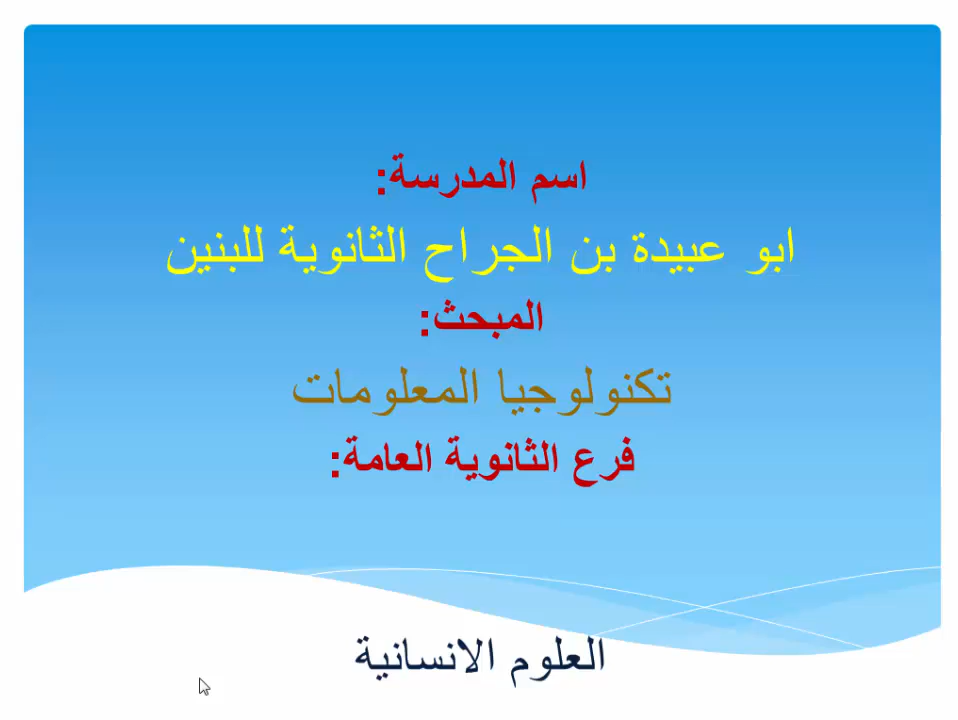 اسم المدرسة:
ابو عبيدة بن الجراح الثانوية للبنين
المبحث:
تكنولوجيا المعلومات
فرع الثانوية العامة:
العلوم الانسانية